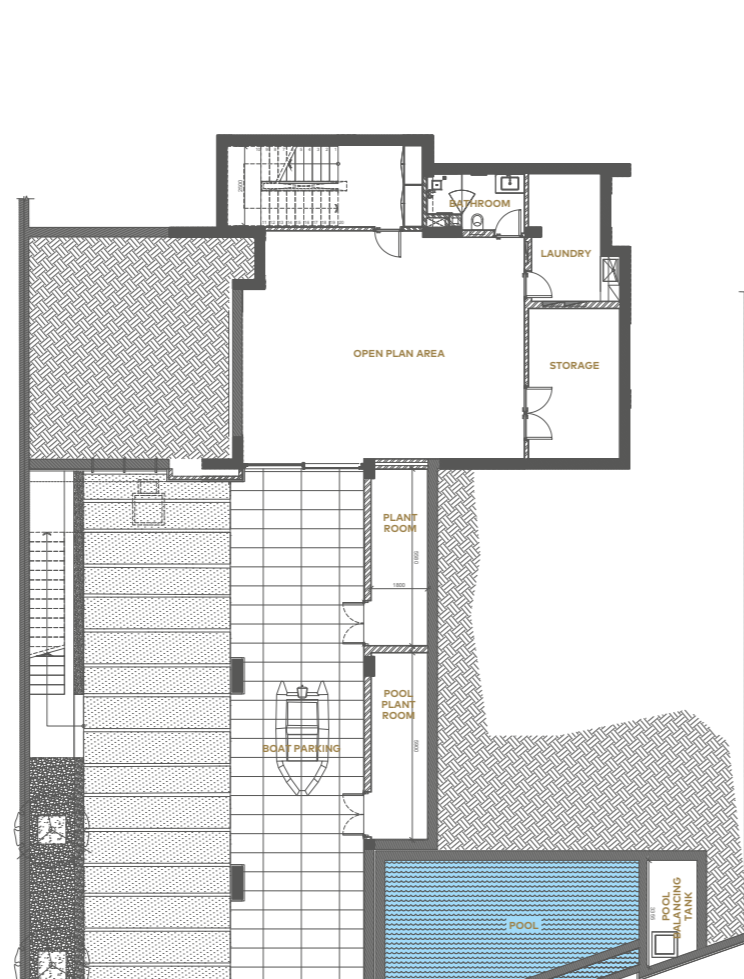 BATHROOM
LAUNDRY
OPEN PLAN AREA
STORAGE
PLANT
ROOM
1800
POOL
PLANT
ROOM
BOAT PARKING
POOL
POOL
BALANCING
TANK